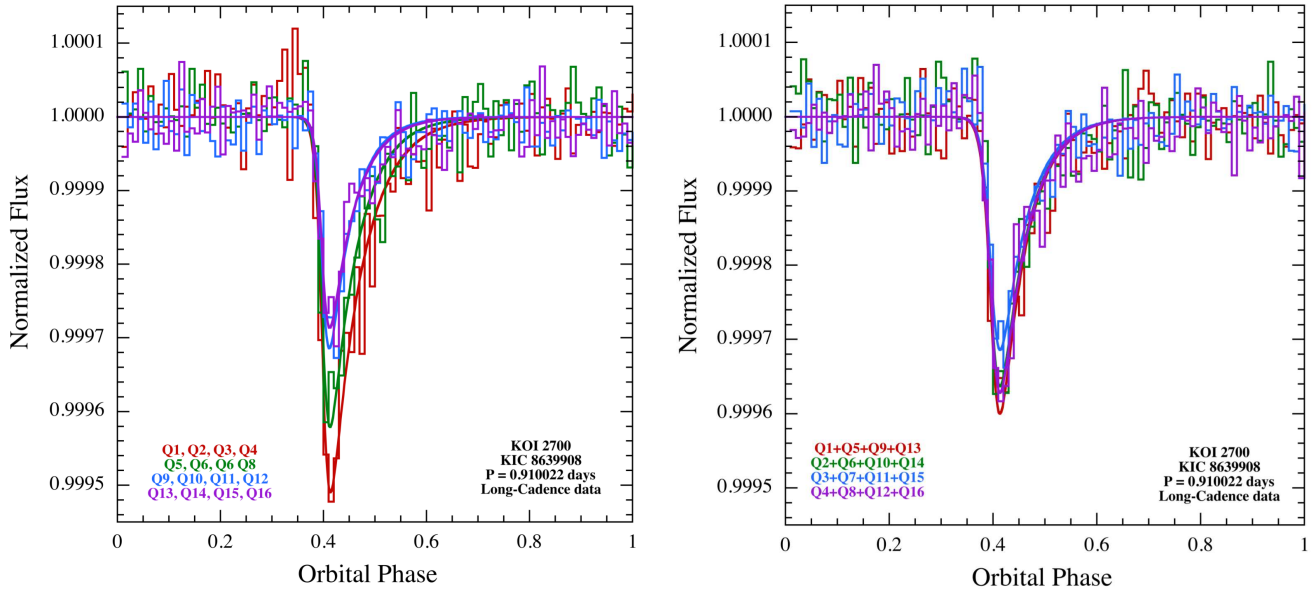 1.0001
1.0000
0.9999
0.9998
0.9997
0.9996
0.9995
Normalized Flux
Q1, Q2, Q3, Q4
Q5, Q6, Q6 Q8
Q9, Q10, Q11, Q12
Q13, Q14, Q15, Q16
KOI 2700
KIC 8639908
P = 0.910022 days
Long-Cadence data
0 0.2 0.4 0.6 0.8 1
Orbital Phase
1.0001
1.0000
0.9999
0.9998
0.9997
0.9996
0.9995
Normalized Flux
Q1+Q5+Q9+Q13
Q2+Q6+Q10+Q14
Q3+Q7+Q11+Q15
Q4+Q8+Q12+Q16
KOI 2700
KIC 8639908
P = 0.910022 days
Long-Cadence data
0 0.2 0.4 0.6 0.8 1
Orbital Phase